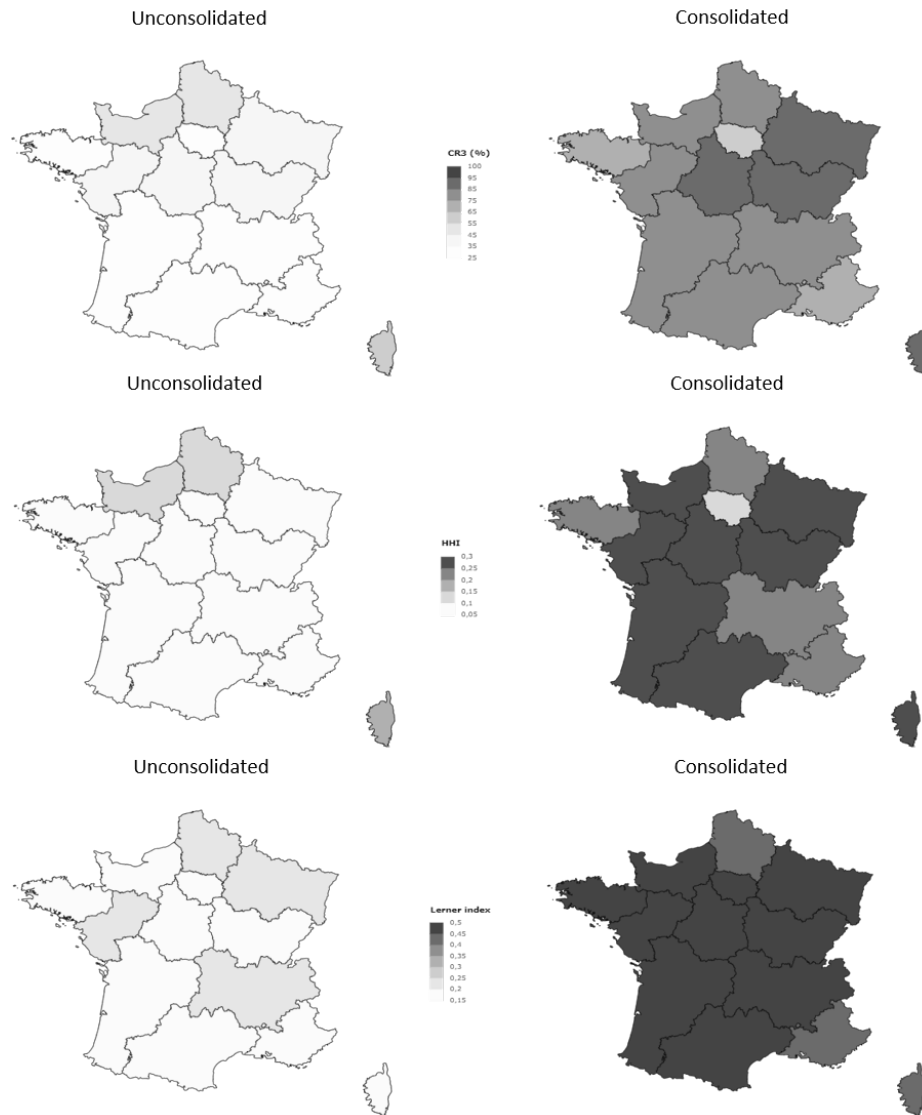 Unconsolidated
Consolidated
CR3 (%)
100
95
85
75
65
55
45
35
25
Unconsolidated
Consolidated
HHI
0,3
0,25
0,2
0,15
0,1
0,05
Unconsolidated
Consolidated
Lerner index
0,5
0,45
0,4
0,35
0,3
0,25
0,2
0,15